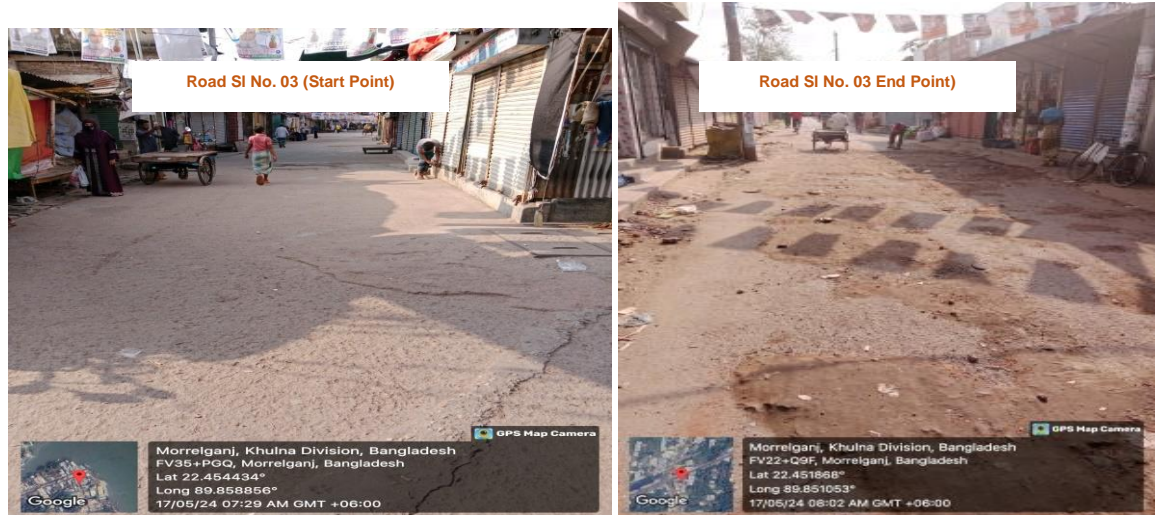 Road Sl No. 03 (Start Point)
GPS Map Camera
Morrelganj, Khulna Division, Bangladesh
FV35+PGQ, Morrelganj, Bangladesh
Lat 22.454434°
Long 89.858856°
17/05/24 07:29 AM GMT +06:00
Google
Road Sl No. 03 End Point)
GPS Map Camera
Morrelganj, Khulna Division, Bangladesh
FV22+Q9F, Morrelganj, Bangladesh
Lat 22.451868°
Long 89.851053°
17/05/24 06:02 AM GMT +06:00
Google